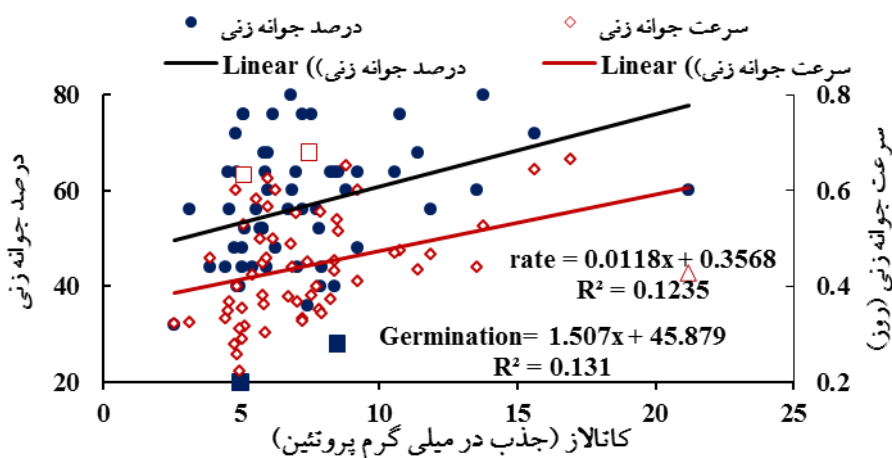 درصد جوانه زنی
سرعت جوانه زنی
Linear ((درصد جوانه زنی
Linear ((سرعت جوانه زنی
80
60
40
20
0.8
0.6
0.4
0.2
درصد جوانه زنی
سرعت جوانه زنی (روز)
rate = 0.0118x + 0.3568
R² = 0.1235
Germination= 1.507x + 45.879
R² = 0.131
0 5 10 15 20 25
کاتالاز (جذب در میلی گرم پروتئین)